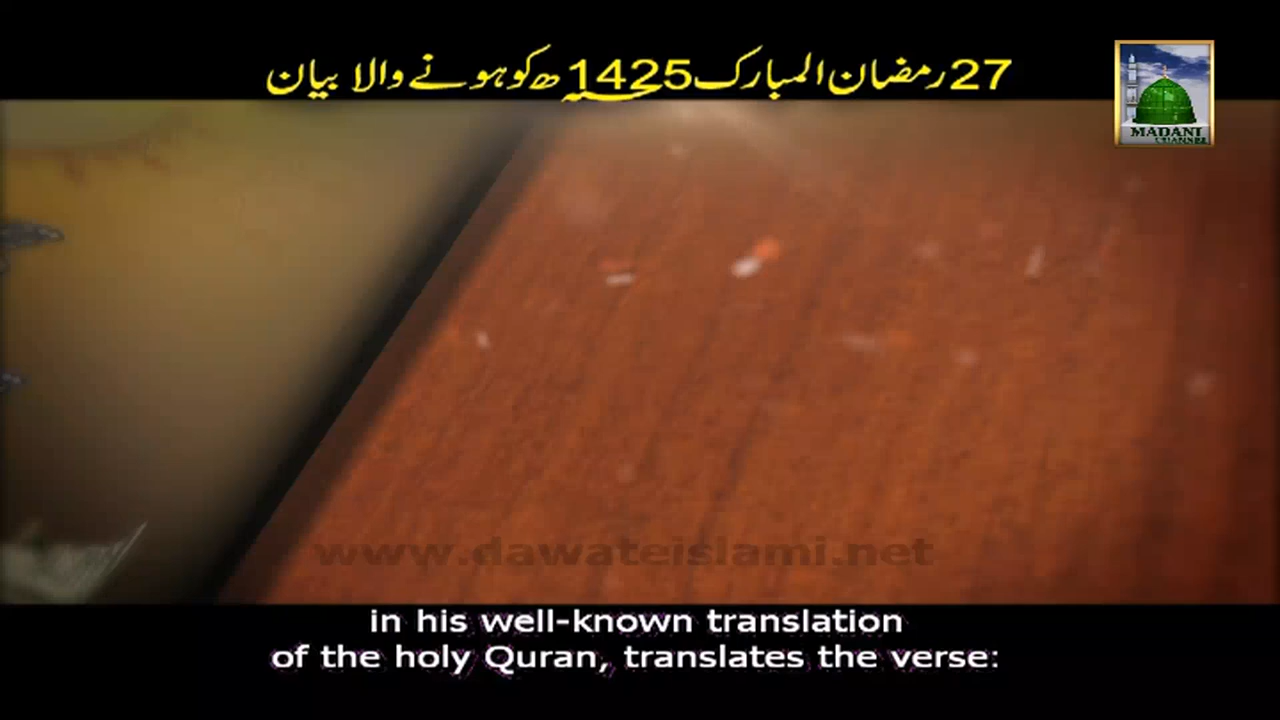 27 رمضان المبارک 1425ھ کو ہونے والا بیان
MADANI
CHANNEL
www.dawateislami.net
in his well-known translation
of the holy Quran, translates the verse: